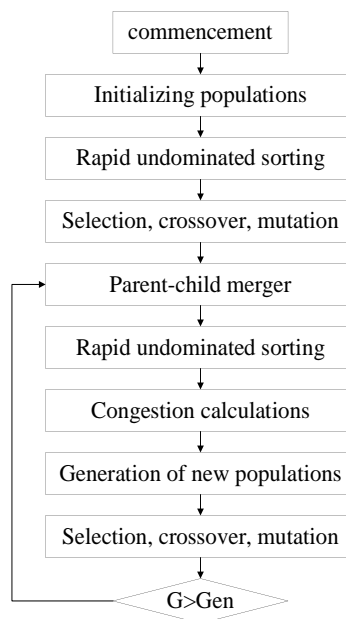 commencement
Initializing populations
Rapid undominated sorting
Selection, crossover, mutation
Parent-child merger
Rapid undominated sorting
Congestion calculations
Generation of new populations
Selection, crossover, mutation
G>Gen